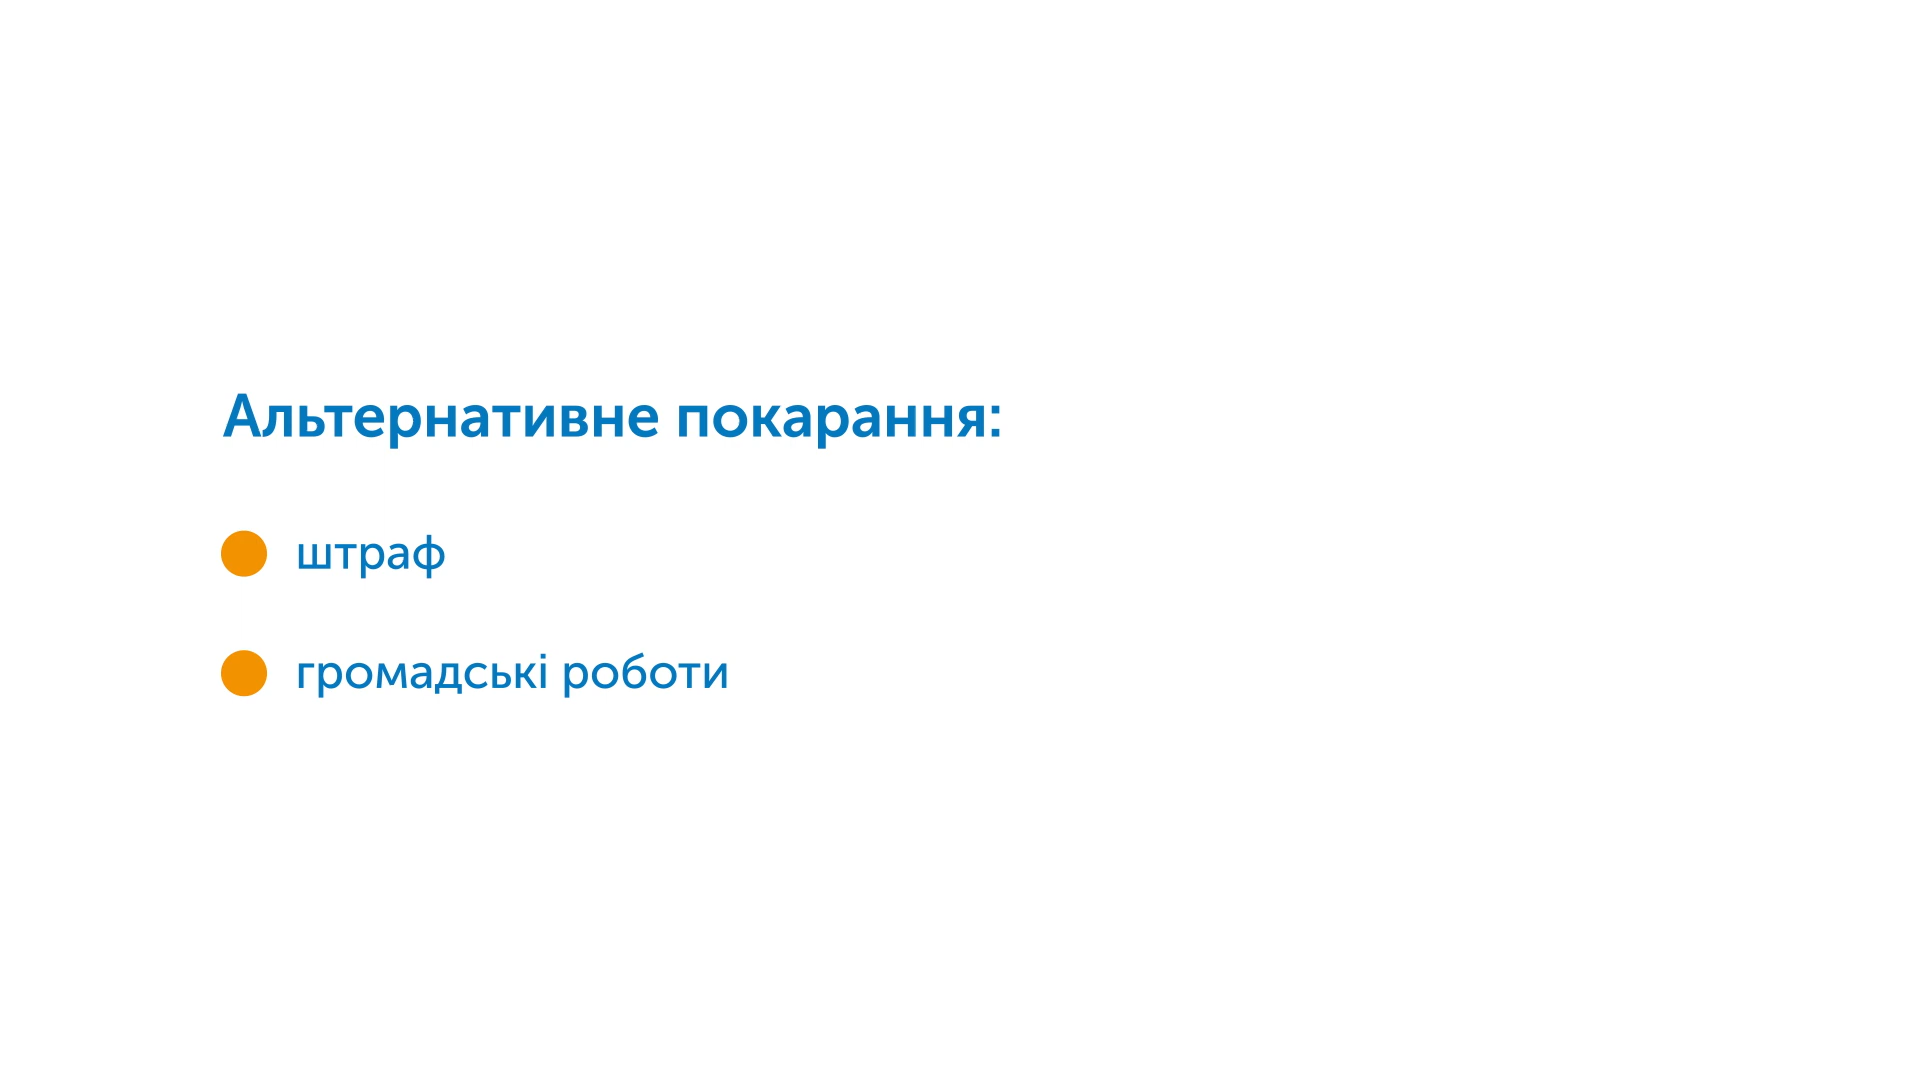 Альтернативне покарання:
штраф
громадські роботи